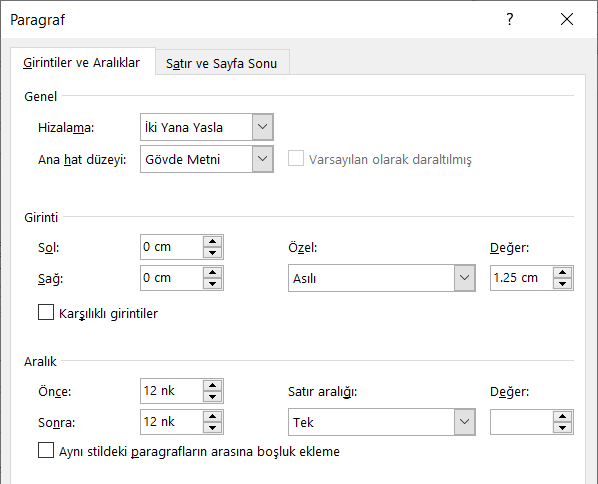 Paragraf ?
Girintiler ve Aralıklar Satır ve Sayfa Sonu
Genel
Hizalama: İki Yana Yasla
Ana hat düzeyi: Gövde Metni Varsayılan olarak daraltılmış
Girinti
Sol: 0 cm Özel: Değer:
Sağ: 0 cm Asılı 1.25 cm
Karşılıklı girintiler
Aralık
Önce: 12 nk Satır aralığı: Değer:
Sonra: 12 nk Tek
Aynı stildeki paragrafların arasına boşluk ekleme